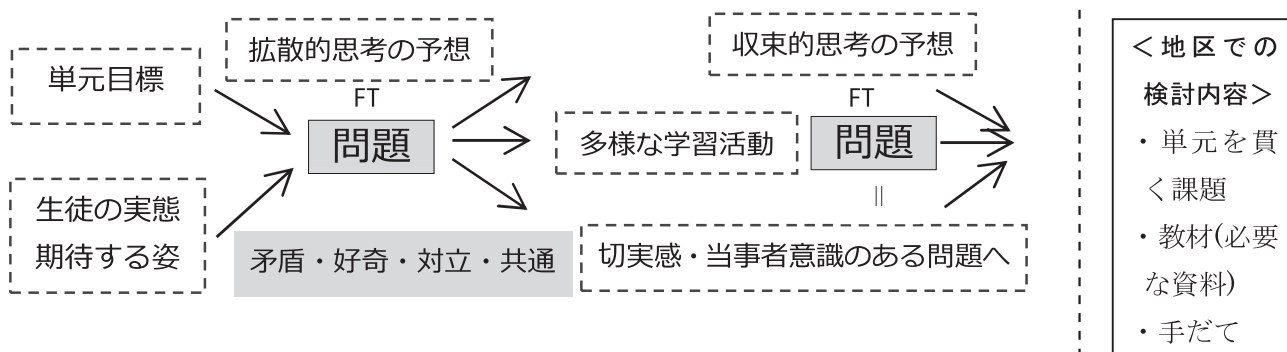 単元目標
生徒の実態
期待する姿
拡散的思考の予想
FT
問題
矛盾・好奇・対立・共通
多様な学習活動
収束的思考の予想
FT
問題
||
切実感・当事者意識のある問題へ
＜地区での
検討内容＞
・単元を貫
く課題
・教材(必要
な資料)
・手だて